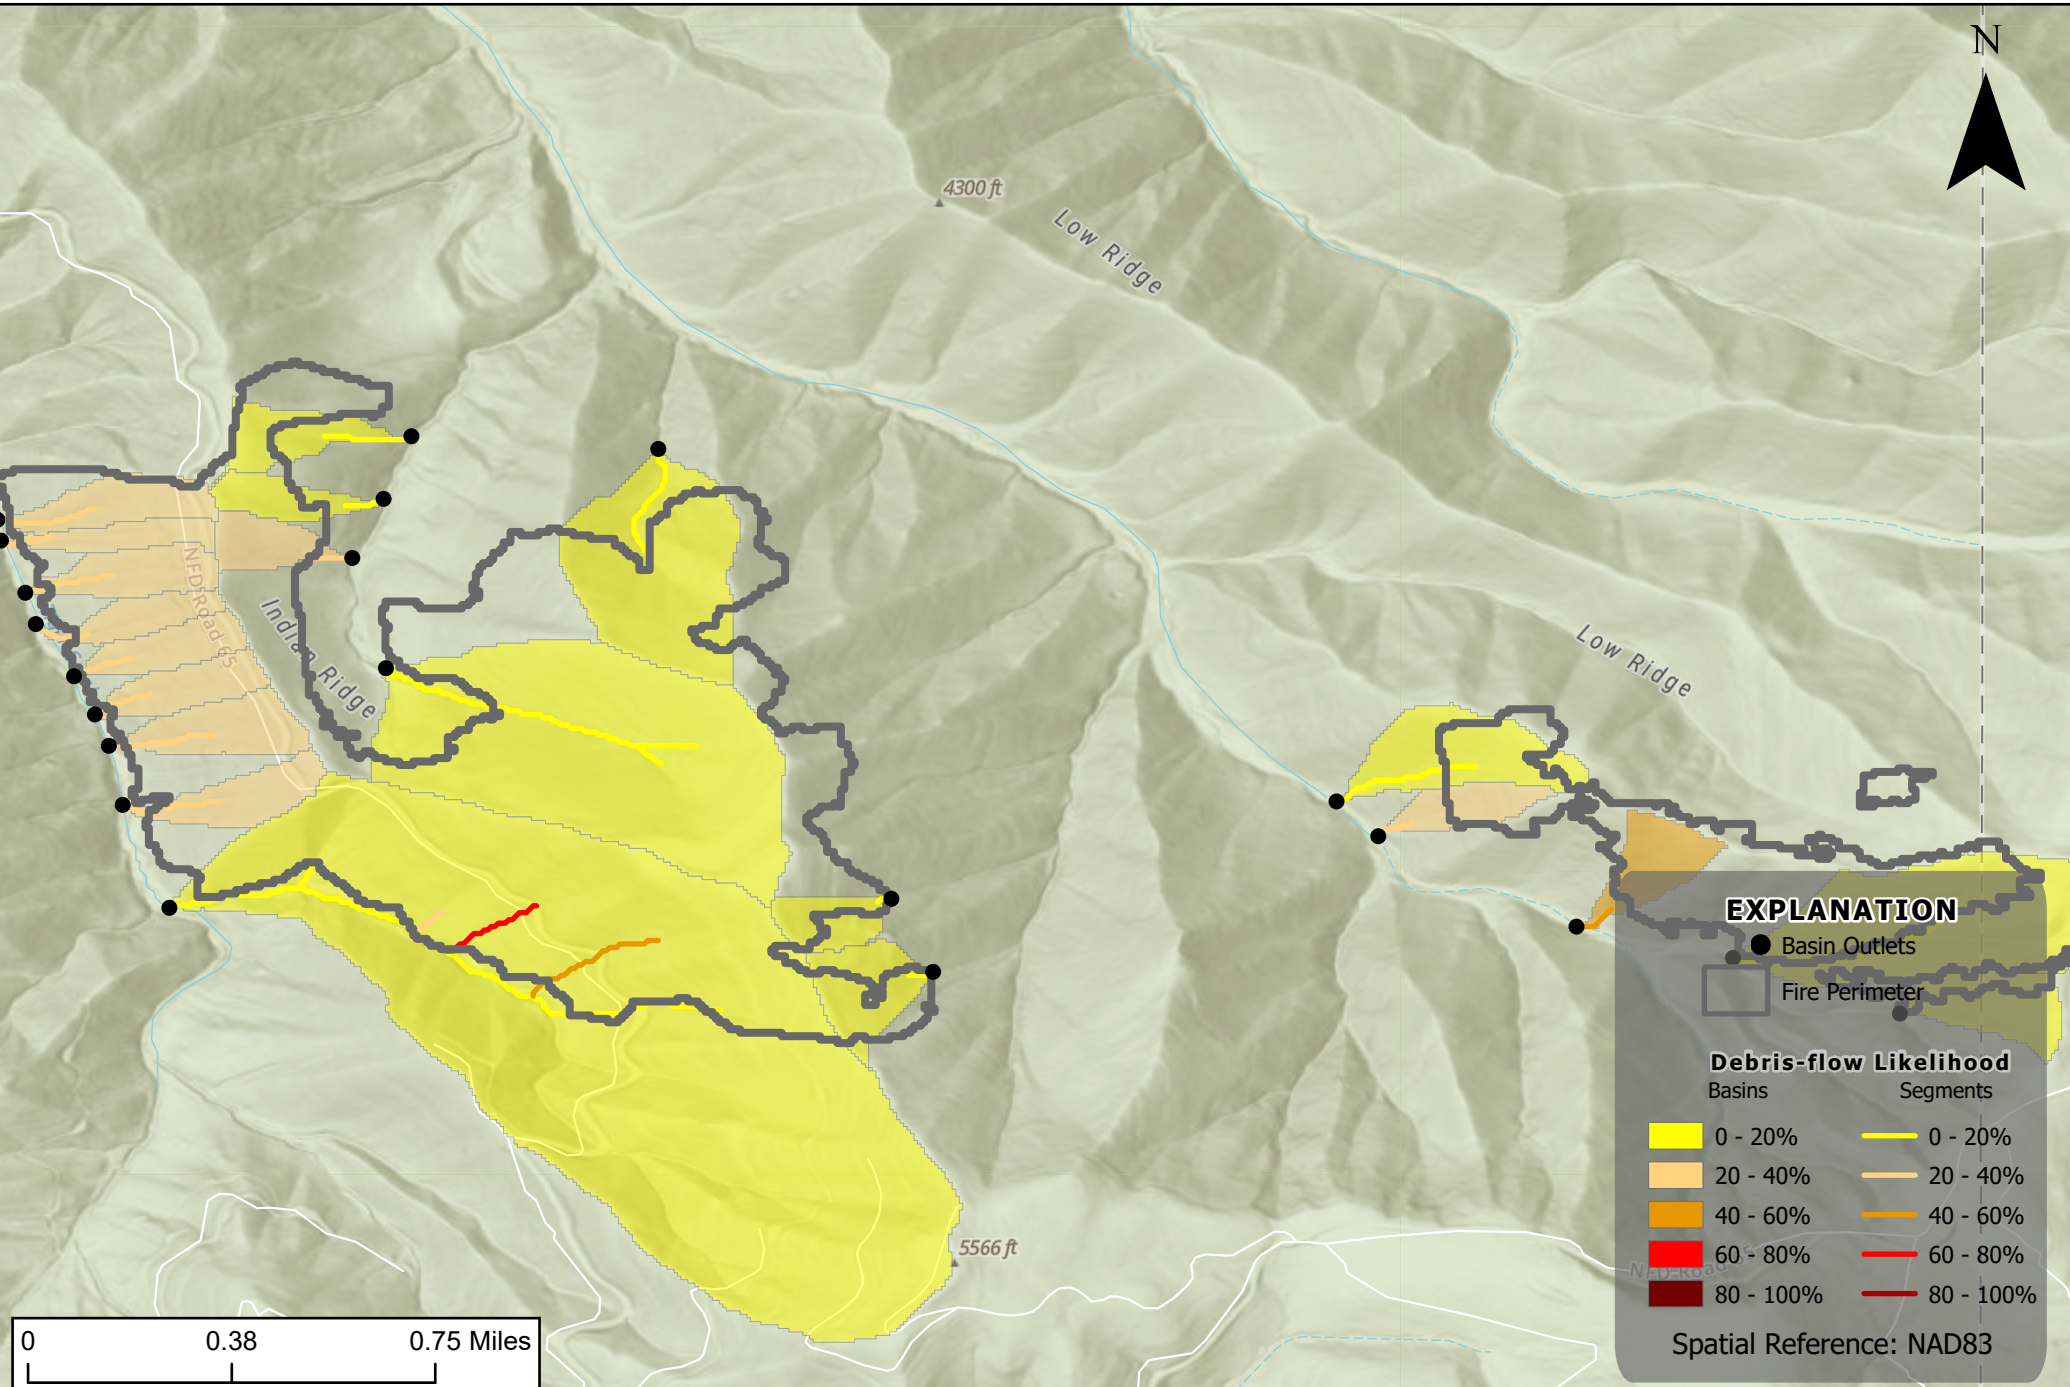 N
4300 ft
Low Ridge
NFD Road 65
Indian Ridge
Low Ridge
EXPLANATION
Basin Outlets
Fire Perimeter
Debris-flow Likelihood
Basins Segments
0 - 20% 0 - 20%
20 - 40% 20 - 40%
40 - 60% 40 - 60%
5566 ft
60 - 80% 60 - 80%
80 - 100% 80 - 100%
Spatial Reference: NAD83
0 0.38 0.75 Miles